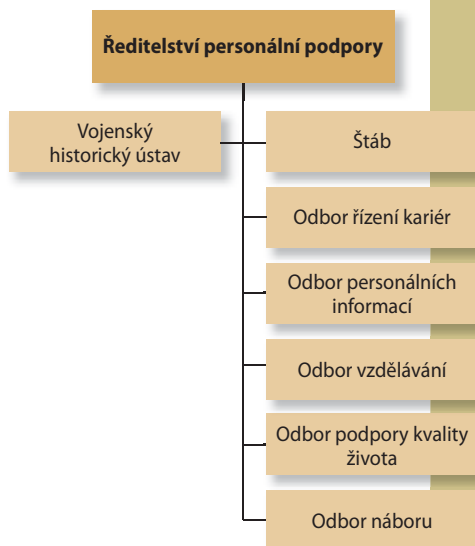 Ředitelství personální podpory
Vojenský
historický ústav
Štáb
Odbor řízení kariér
Odbor personálních
informací
Odbor vzdělávání
Odbor podpory kvality
života
Odbor náboru